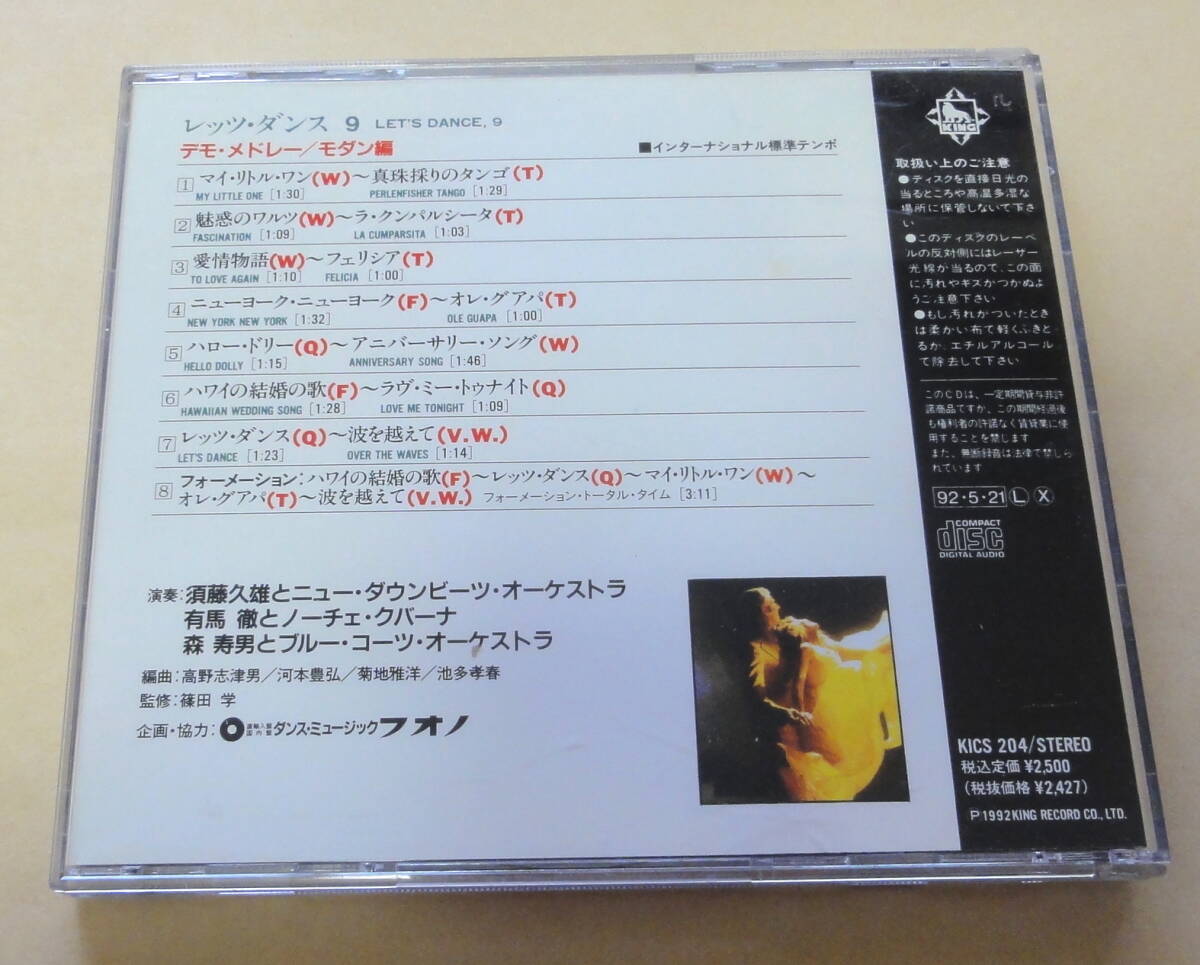 レッツ・ダンス 9 LET'S DANCE, 9
デモ・メドレー／モダン編
■インターナショナル標準テンポ
1 マイ・リトル・ワン(W)～真珠採りのタンゴ(T)
MY LITTLE ONE [1:30] PERLENFISHER TANGO [1:29]
2 魅惑のワルツ(W)～ラ・クンパルシータ(T)
FASCINATION [1:09] LA CUMPARSITA [1:03]
3 愛情物語(W)～フェリシア(T)
TO LOVE AGAIN [1:10] FELICIA [1:00]
4 ニューヨーク・ニューヨーク(F)～オレ・グアパ(T)
NEW YORK NEW YORK [1:32] OLE GUAPA [1:00]
5 ハロー・ドリー(Q)～アニバーサリー・ソング(W)
HELLO DOLLY [1:15] ANNIVERSARY SONG [1:46]
6 ハワイの結婚の歌(F)～ラヴ・ミー・トゥナイト(Q)
HAWAIIAN WEDDING SONG [1:28] LOVE ME TONIGHT [1:09]
7 レッツ・ダンス(Q)～波を越えて(V.W.)
LET'S DANCE [1:23] OVER THE WAVES [1:14]
8 フォーメーション:ハワイの結婚の歌(F)～レッツ・ダンス(Q)～マイ・リトル・ワン(W)～
オレ・グアパ(T)～波を越えて(V.W.) フォーメーション・トータル・タイム [3:11]
演奏:須藤久雄とニュー・ダウンビーツ・オーケストラ
有馬 徹とノーチェ・クバーナ
森 寿男とブルー・コーツ・オーケストラ
編曲:高野志津男／河本豊弘／菊地雅洋／池多孝春
監修:篠田 学
企画・協力: ダンス・ミュージックフオノ
KING
取扱い上のご注意
●ディスクを直接日光の
当るところや高温多湿な
場所に保管しないで下さ
い
●このディスクのレーベ
ルの反対側にはレーザー
光線が当るので、この面
に汚れやキズがつかぬよ
うご注意下さい
●もし汚れがついたとき
は柔かい布で軽くふきと
るか、エチルアルコール
で除去して下さい
このCDは、一定期間貸与非許
諾商品ですが、この期間経過後
も権利者の許諾なく賃貸業に使
用することを禁じます
また、無断録音は法律で禁じら
れています
92・5・21 L X
COMPACT
disc
DIGITAL AUDIO
KICS 204/STEREO
税込定価 ¥2,500
(税抜価格 ¥2,427)
℗1992 KING RECORD CO., LTD.